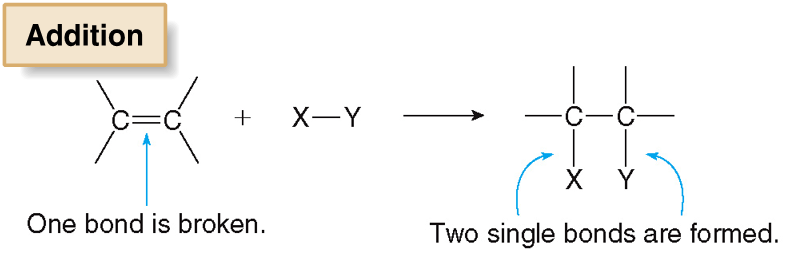 Addition
C=C + X—Y → —C—C—
X Y
One bond is broken.
Two single bonds are formed.